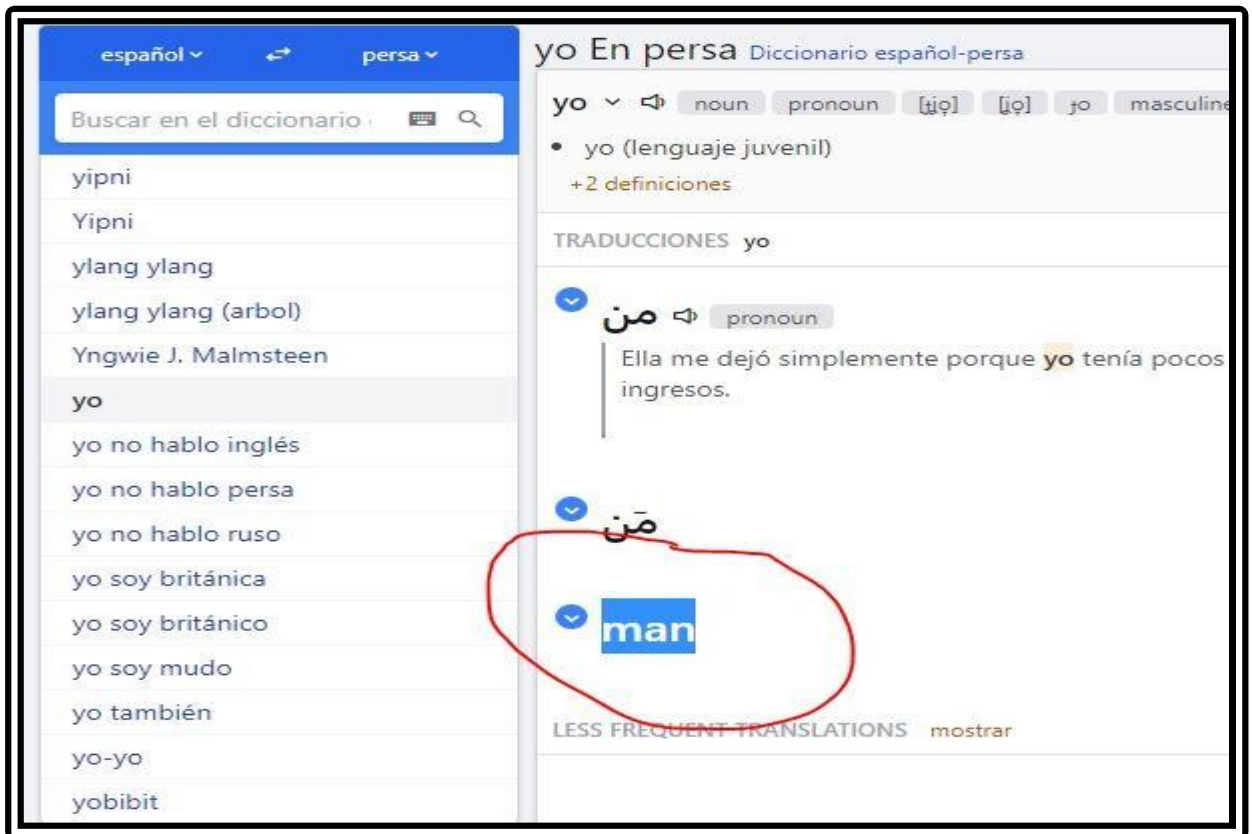 español persa
Buscar en el diccionario
yipni
Yipni
ylang ylang
ylang ylang (arbol)
Yngwie J. Malmsteen
yo
yo no hablo inglés
yo no hablo persa
yo no hablo ruso
yo soy británica
yo soy británico
yo soy mudo
yo también
yo-yo
yobibit
yo En persa Diccionario español-persa
yo noun pronoun [ɟ͡ʝo̞] [ʝo̞] ɟo masculine
• yo (lenguaje juvenil)
+2 definiciones
TRADUCCIONES yo
من pronoun
Ella me dejó simplemente porque yo tenía pocos
ingresos.
مَن
man
LESS FREQUENT TRANSLATIONS mostrar